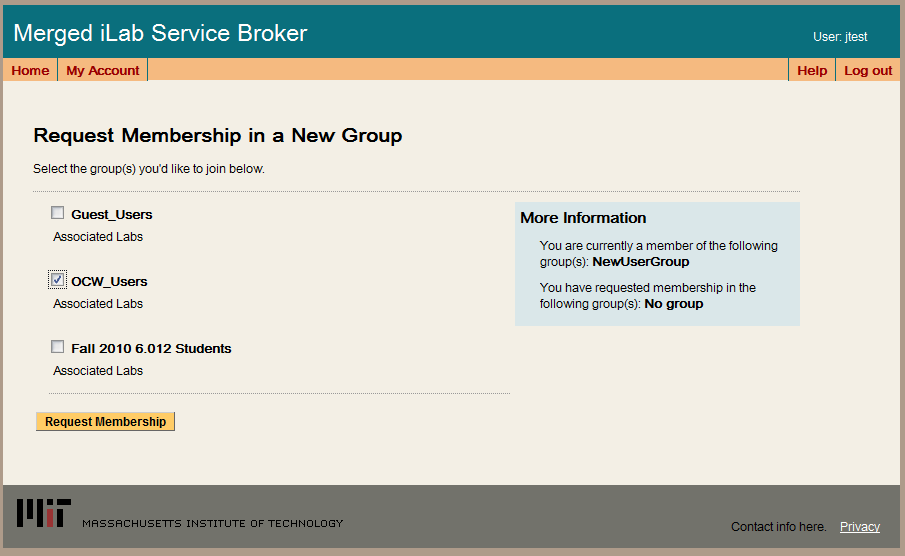 Merged iLab Service Broker
User: jtest
Home
My Account
Help
Log out
Request Membership in a New Group
Select the group(s) you'd like to join below.
Guest_Users
Associated Labs
OCW_Users
Associated Labs
Fall 2010 6.012 Students
Associated Labs
More Information
You are currently a member of the following
group(s): NewUserGroup
You have requested membership in the
following group(s): No group
Request Membership
MIT
MASSACHUSETTS INSTITUTE OF TECHNOLOGY
Contact info here.
Privacy